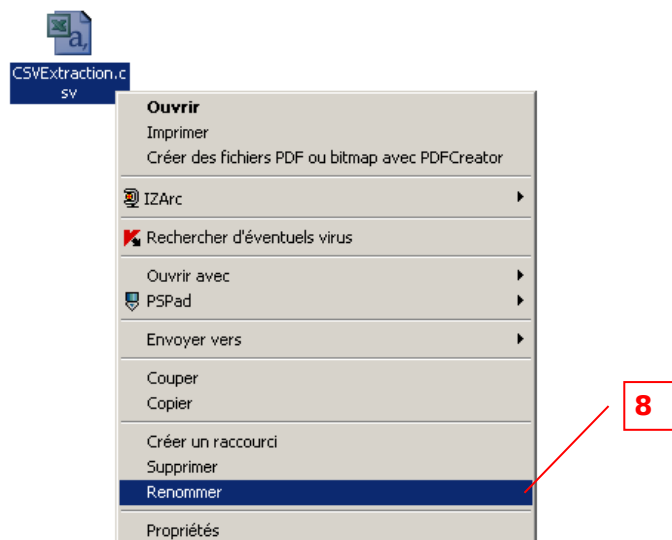 CSVExtraction.c
sv
Ouvrir
Imprimer
Créer des fichiers PDF ou bitmap avec PDFCreator
IZArc
Rechercher d'éventuels virus
Ouvrir avec
PSPad
Envoyer vers
Couper
Copier
Créer un raccourci
Supprimer
Renommer
8
Propriétés